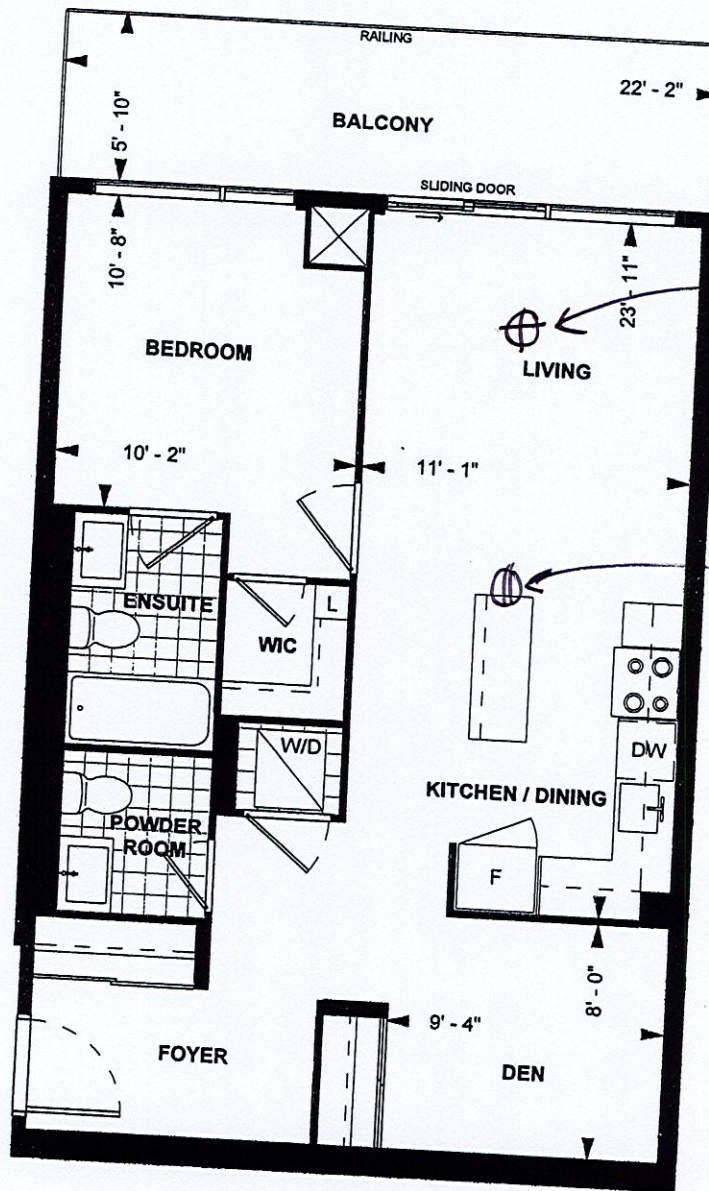 RAILING
22' - 2"
5' - 10"
BALCONY
SLIDING DOOR
10' - 8"
23' - 11"
BEDROOM
LIVING
10' - 2"
11' - 1"
ENSUITE
L
WIC
W/D
DW
KITCHEN / DINING
POWDER
ROOM
F
8' - 0"
9' - 4"
FOYER
DEN